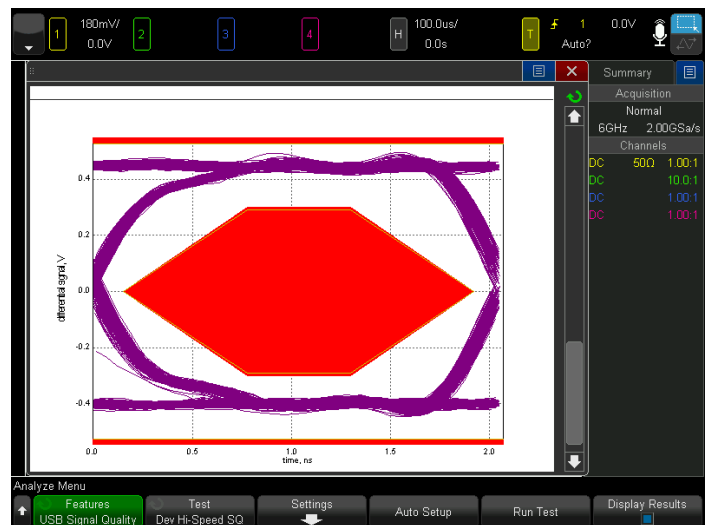 1 180mV/ 2 3 4 H 100.0us/ T 1 0.0V
0.0V 0.0s Auto?
Summary
Acquisition
Normal
6GHz 2.00GSa/s
Channels
DC 50Ω 1.00:1
DC 10.0:1
DC 1.00:1
DC 1.00:1
0.4
0.2
0.0
-0.2
-0.4
differential signal, V
0.0 0.5 1.0 1.5 2.0
time, ns
Analyze Menu
Features Test Settings Auto Setup Run Test Display Results
USB Signal Quality Dev Hi-Speed SQ